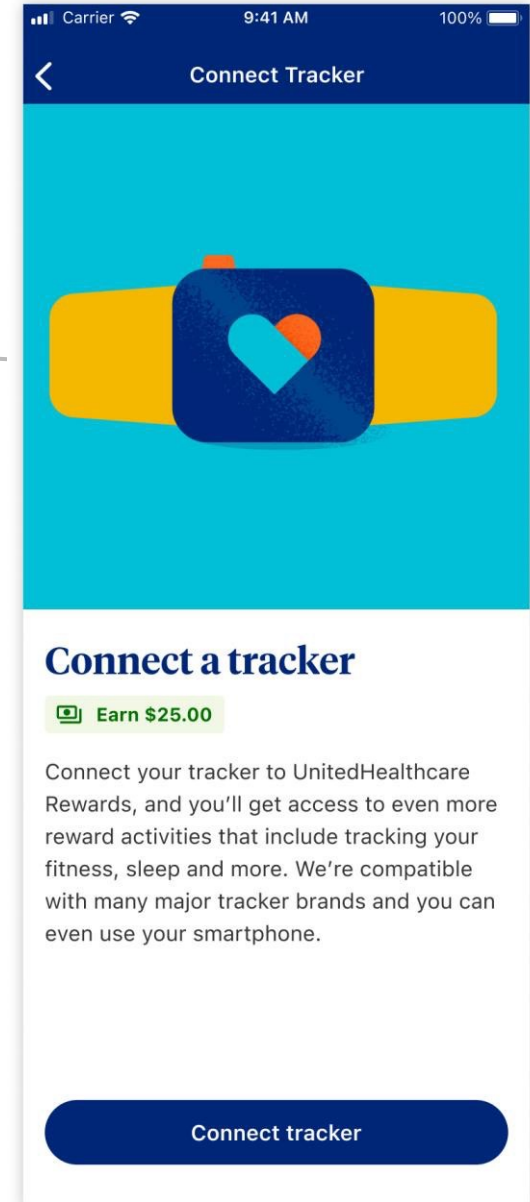 Carrier 9:41 AM 100%
Connect Tracker
Connect a tracker
Earn $25.00
Connect your tracker to UnitedHealthcare
Rewards, and you’ll get access to even more
reward activities that include tracking your
fitness, sleep and more. We’re compatible
with many major tracker brands and you can
even use your smartphone.
Connect tracker